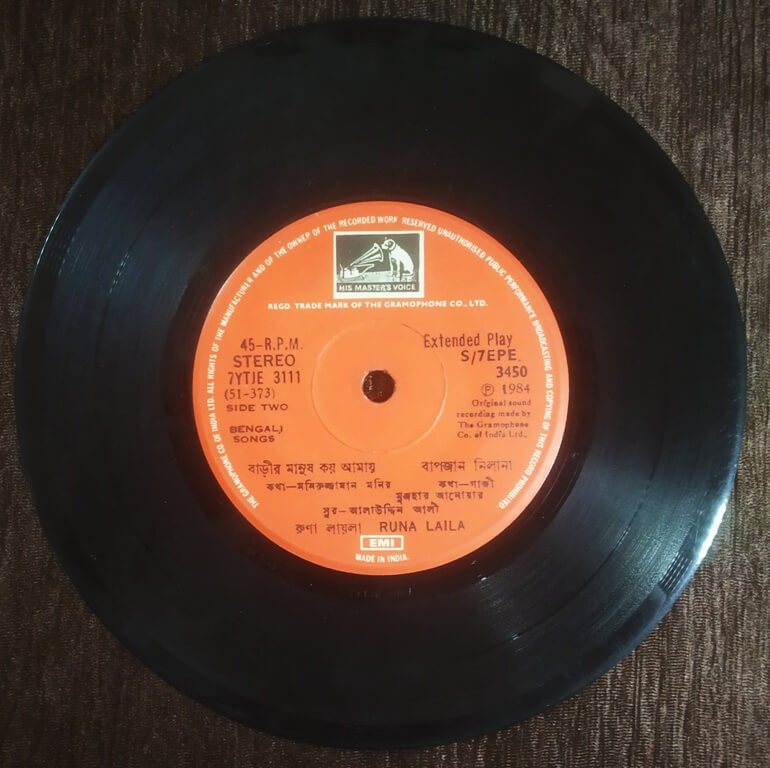 THE GRAMOPHONE CO. OF INDIA LTD. ALL RIGHTS OF THE MANUFACTURER AND OF THE OWNER OF THE RECORDED WORK RESERVED UNAUTHORISED PUBLIC PERFORMANCE BROADCASTING AND COPYING OF THIS RECORD PROHIBITED
HIS MASTER'S VOICE
REGD. TRADE MARK OF THE GRAMOPHONE CO., LTD.
45-R.P.M.
STEREO
7YTJE 3111
(51-373)
SIDE TWO
BENGALI
SONGS
Extended Play
S/7EPE.
3450
Ⓟ 1984
Original sound
recording made by
The Gramophone
Co. of India Ltd.,
বাড়ীর মানুষ কয় আমায় বাপজান নিলানা
কথা—মনিরুজ্জামান মনির কথা—গাজী
মুজহার আনোয়ার
সুর—আলাউদ্দিন আলী
রুণা লায়লা RUNA LAILA
EMI
MADE IN INDIA.